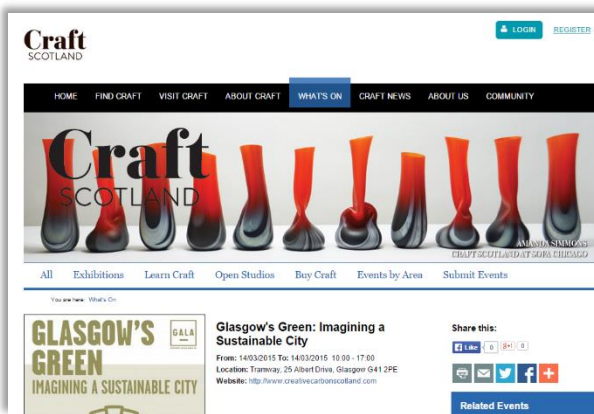 Craft
SCOTLAND
LOGIN
REGISTER
HOME FIND CRAFT VISIT CRAFT ABOUT CRAFT WHAT'S ON CRAFT NEWS ABOUT US COMMUNITY
Craft
SCOTLAND
AMANDA SIMMONS
CRAFT SCOTLAND AT SOFA CHICAGO
All Exhibitions Learn Craft Open Studios Buy Craft Events by Area Submit Events
You are here: What's On
GLASGOW'S
GREEN
IMAGINING A SUSTAINABLE CITY
GALA
Glasgow's Green: Imagining a
Sustainable City
From: 14/03/2015 To: 14/03/2015 10:00 - 17:00
Location: Tramway, 25 Albert Drive, Glasgow G41 2PE
Website: http://www.creativecarbonscotland.com
Share this:
Like 0 g+1 0
Related Events